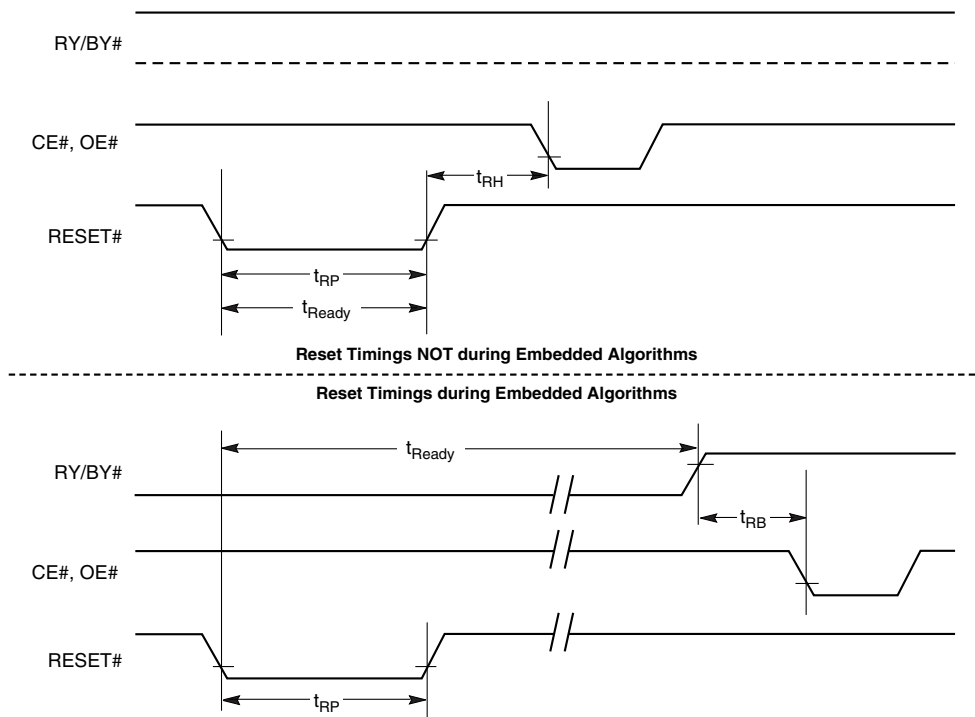 RY/BY#
CE#, OE#
tRH
RESET#
tRP
tReady
Reset Timings NOT during Embedded Algorithms
Reset Timings during Embedded Algorithms
tReady
RY/BY#
tRB
CE#, OE#
RESET#
tRP